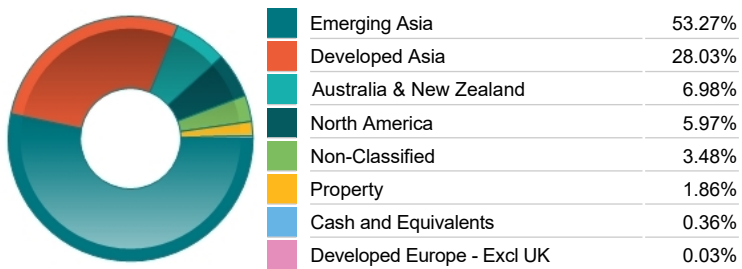 Emerging Asia 53.27%
Developed Asia 28.03%
Australia & New Zealand 6.98%
North America 5.97%
Non-Classified 3.48%
Property 1.86%
Cash and Equivalents 0.36%
Developed Europe - Excl UK 0.03%